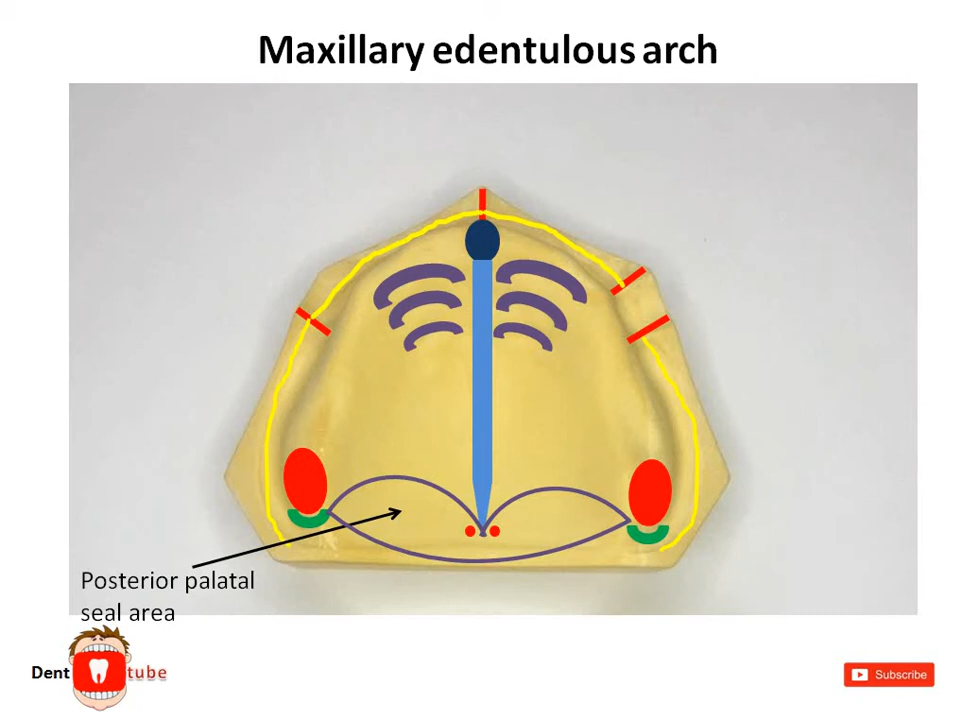 Maxillary edentulous arch
Posterior palatal
seal area
Dent tube
Subscribe